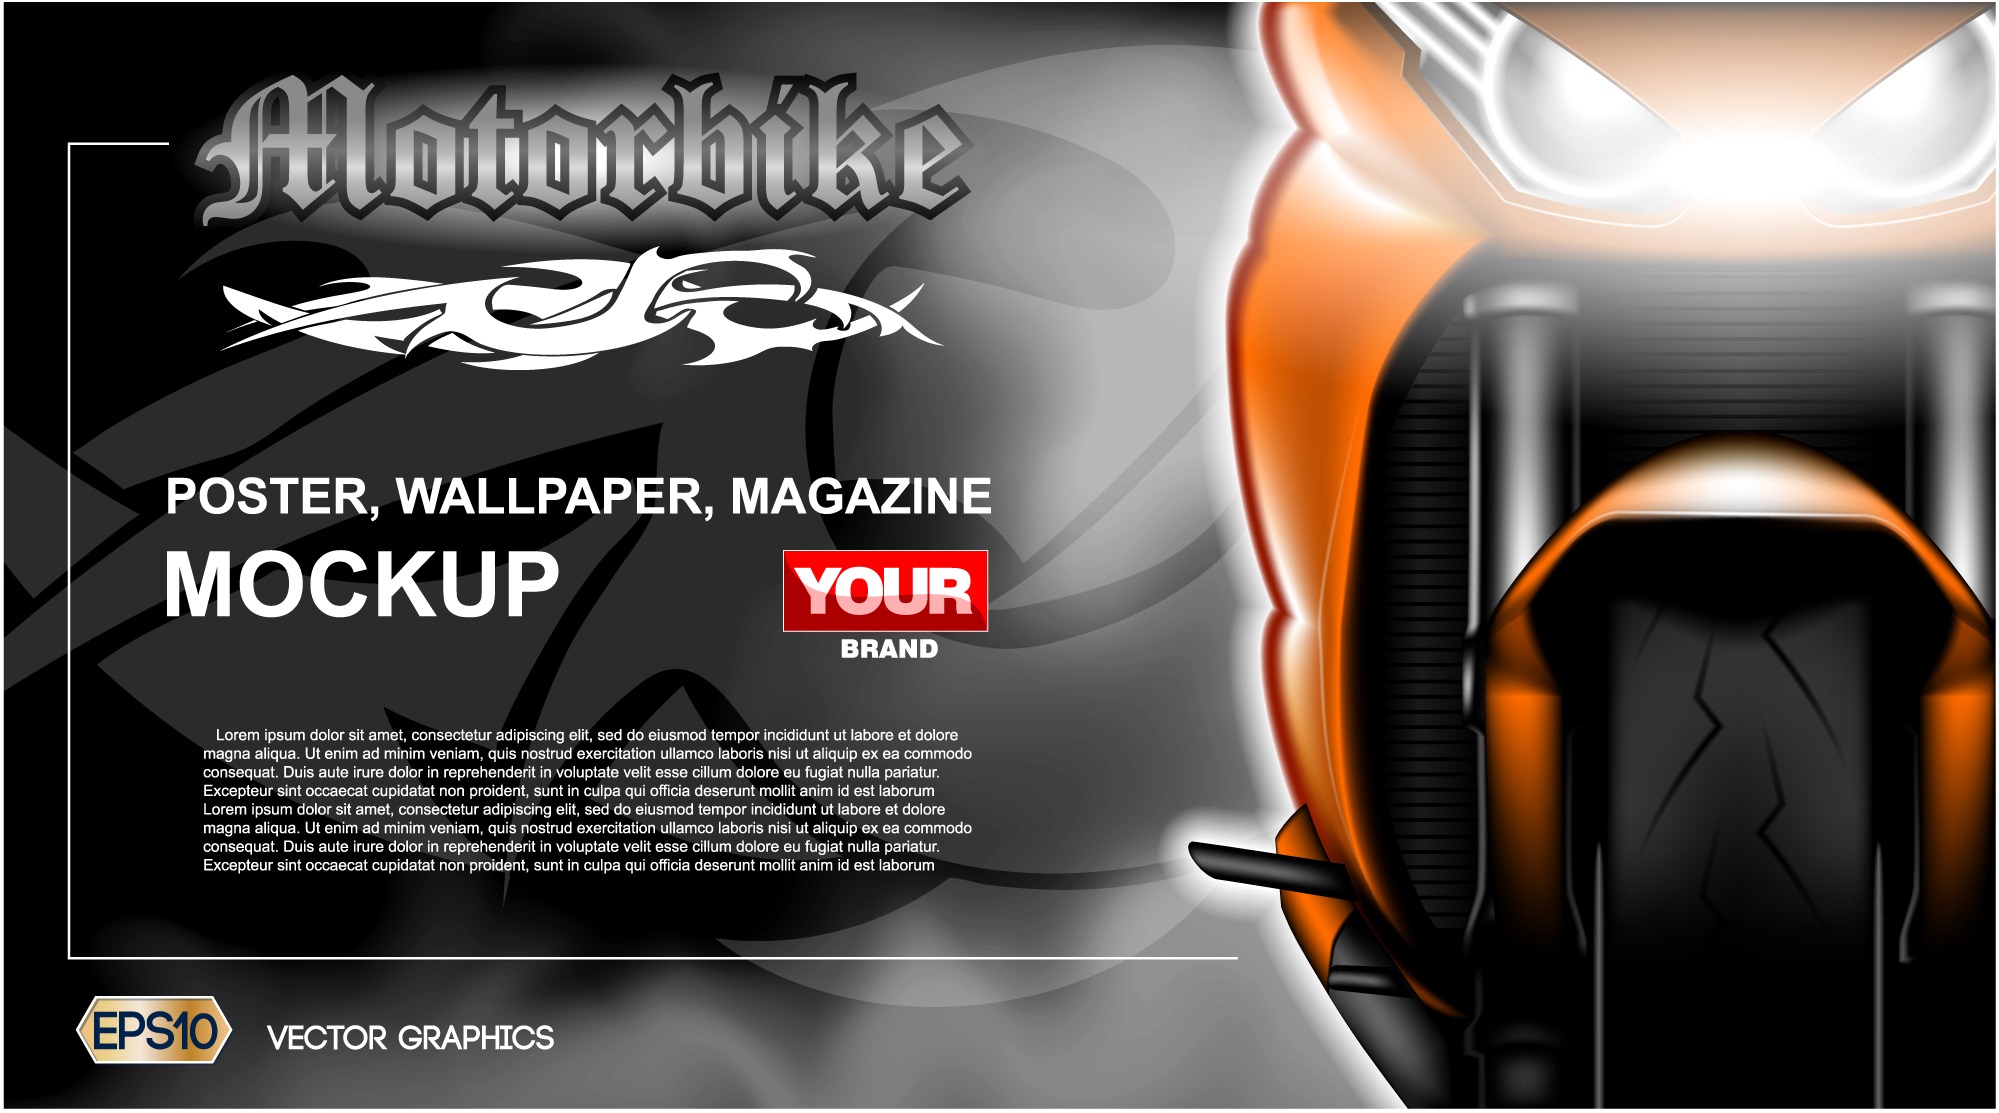 Motorbike
POSTER, WALLPAPER, MAGAZINE
MOCKUP
YOUR
BRAND
Lorem ipsum dolor sit amet, consectetur adipiscing elit, sed do eiusmod tempor incididunt ut labore et dolore
magna aliqua. Ut enim ad minim veniam, quis nostrud exercitation ullamco laboris nisi ut aliquip ex ea commodo
consequat. Duis aute irure dolor in reprehenderit in voluptate velit esse cillum dolore eu fugiat nulla pariatur.
Excepteur sint occaecat cupidatat non proident, sunt in culpa qui officia deserunt mollit anim id est laborum
Lorem ipsum dolor sit amet, consectetur adipiscing elit, sed do eiusmod tempor incididunt ut labore et dolore
magna aliqua. Ut enim ad minim veniam, quis nostrud exercitation ullamco laboris nisi ut aliquip ex ea commodo
consequat. Duis aute irure dolor in reprehenderit in voluptate velit esse cillum dolore eu fugiat nulla pariatur.
Excepteur sint occaecat cupidatat non proident, sunt in culpa qui officia deserunt mollit anim id est laborum
EPS10
VECTOR GRAPHICS